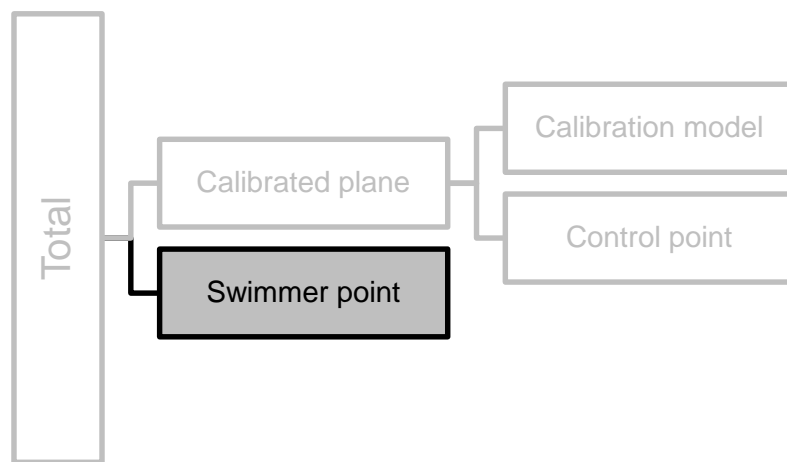 Total
Calibrated plane
Swimmer point
Calibration model
Control point